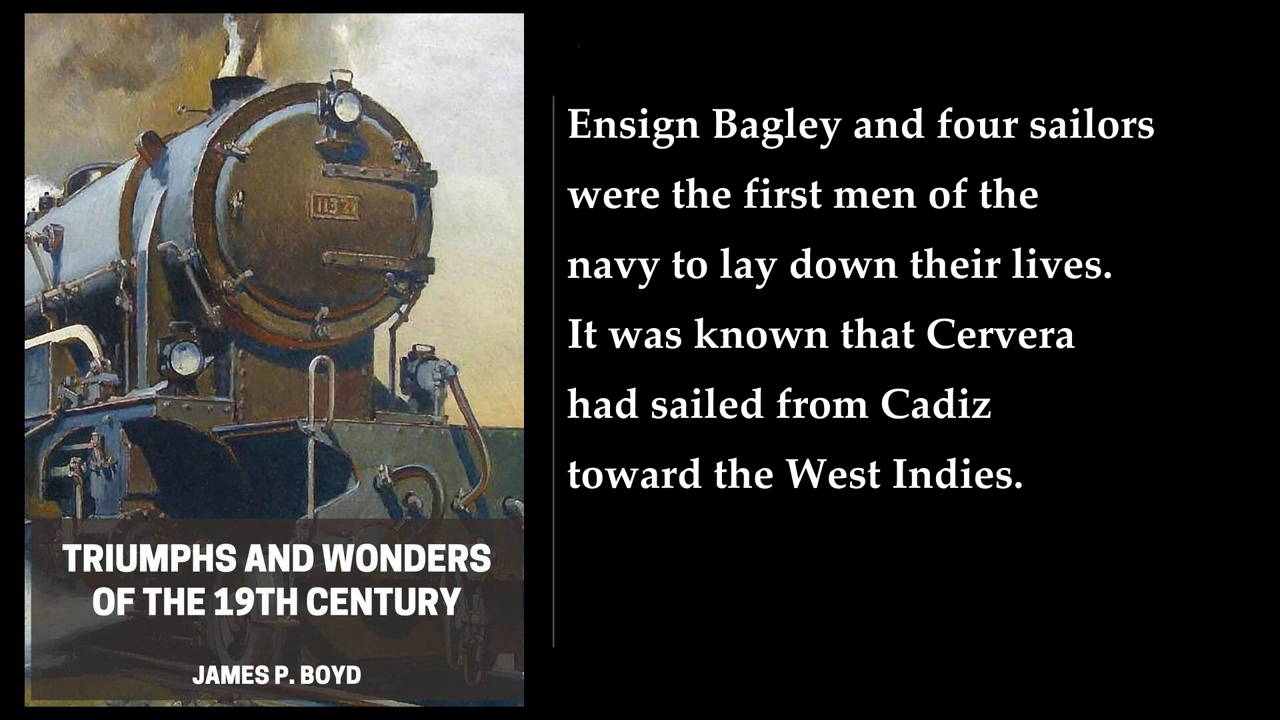 Ensign Bagley and four sailors
were the first men of the
navy to lay down their lives.
It was known that Cervera
had sailed from Cadiz
toward the West Indies.
TRIUMPHS AND WONDERS
OF THE 19TH CENTURY
JAMES P. BOYD